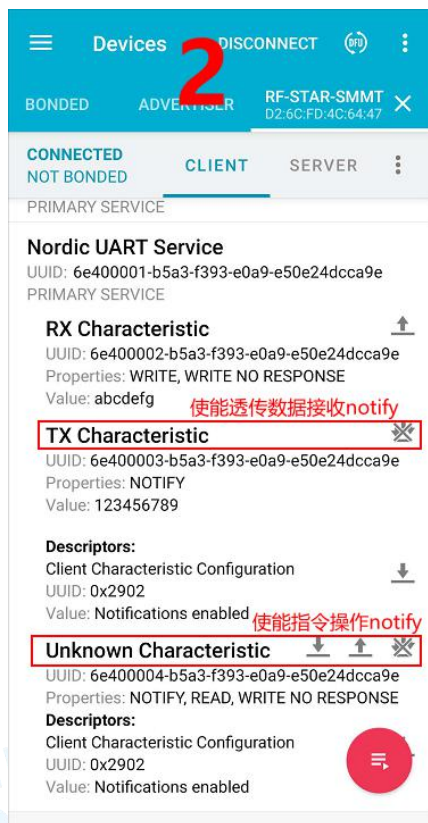 Devices
2
DISCONNECT
DFU
BONDED
ADVERTISER
RF-STAR-SMMT
D2:6C:FD:4C:64:47
CONNECTED
NOT BONDED
CLIENT
SERVER
PRIMARY SERVICE
Nordic UART Service
UUID: 6e400001-b5a3-f393-e0a9-e50e24dcca9e
PRIMARY SERVICE
RX Characteristic
UUID: 6e400002-b5a3-f393-e0a9-e50e24dcca9e
Properties: WRITE, WRITE NO RESPONSE
Value: abcdefg
使能透传数据接收notify
TX Characteristic
UUID: 6e400003-b5a3-f393-e0a9-e50e24dcca9e
Properties: NOTIFY
Value: 123456789
Descriptors:
Client Characteristic Configuration
UUID: 0x2902
Value: Notifications enabled
使能指令操作notify
Unknown Characteristic
UUID: 6e400004-b5a3-f393-e0a9-e50e24dcca9e
Properties: NOTIFY, READ, WRITE NO RESPONSE
Descriptors:
Client Characteristic Configuration
UUID: 0x2902
Value: Notifications enabled